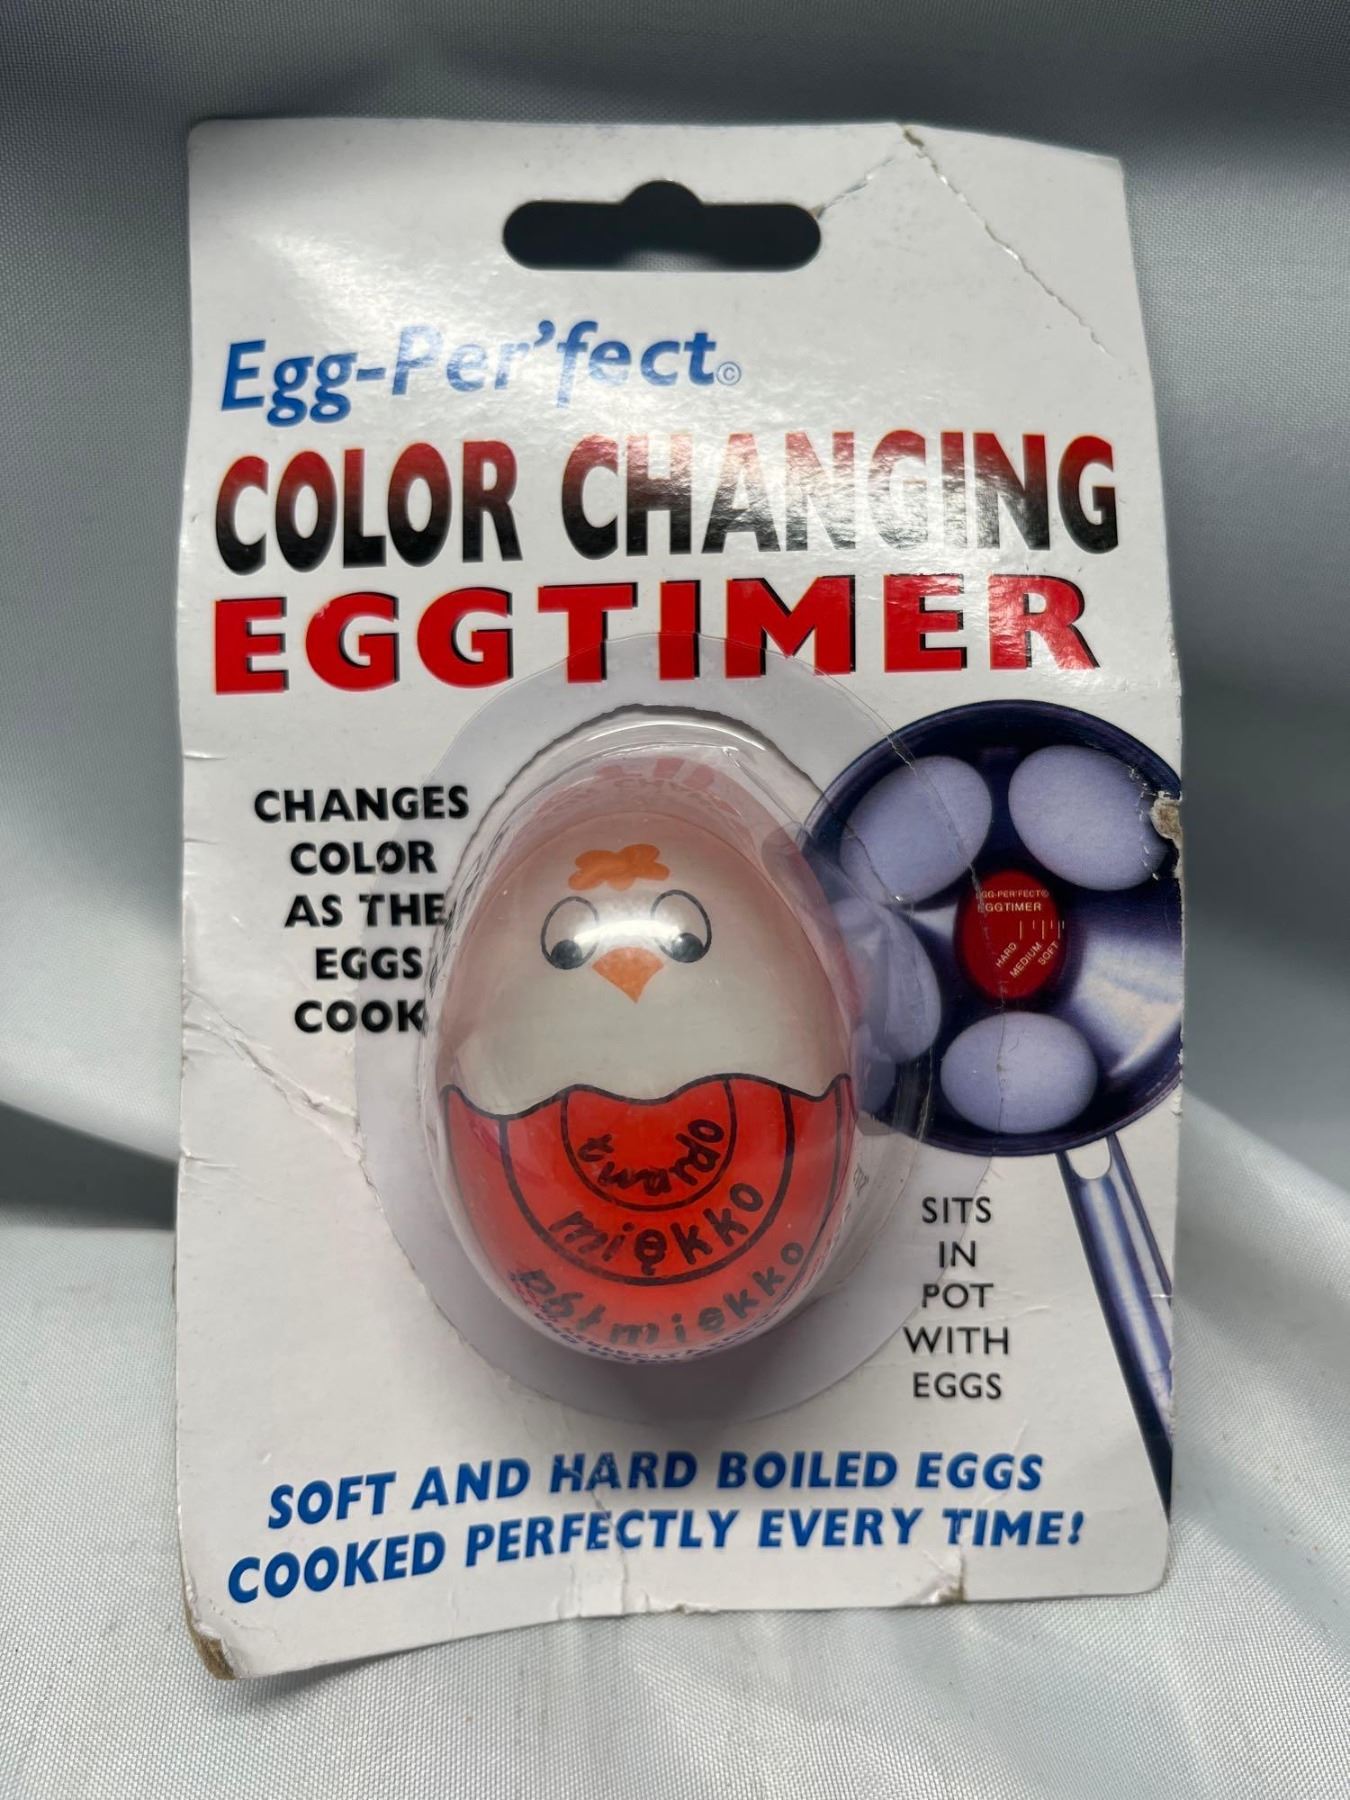 Egg-Per'fect©
COLOR CHANGING
EGGTIMER
CHANGES
COLOR
AS THE
EGGS
COOK
EGG-PER'FECT©
EGGTIMER
HARD
MEDIUM
SOFT
twardo
miękko
półmiękko
SITS
IN
POT
WITH
EGGS
SOFT AND HARD BOILED EGGS
COOKED PERFECTLY EVERY TIME!